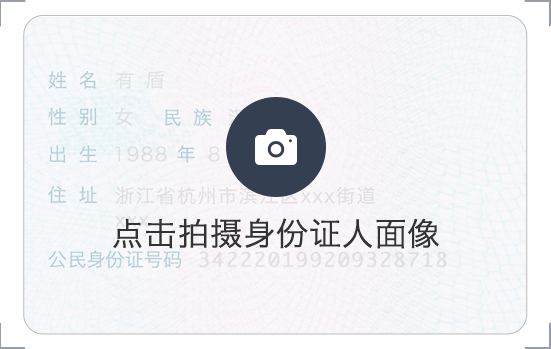 姓 名 有 盾
性 别 女 民 族
出 生 1988 年 8
住 址 浙江省杭州市滨江区xxx街道
xxx
点击拍摄身份证人面像
公民身份证号码 342220199209328718